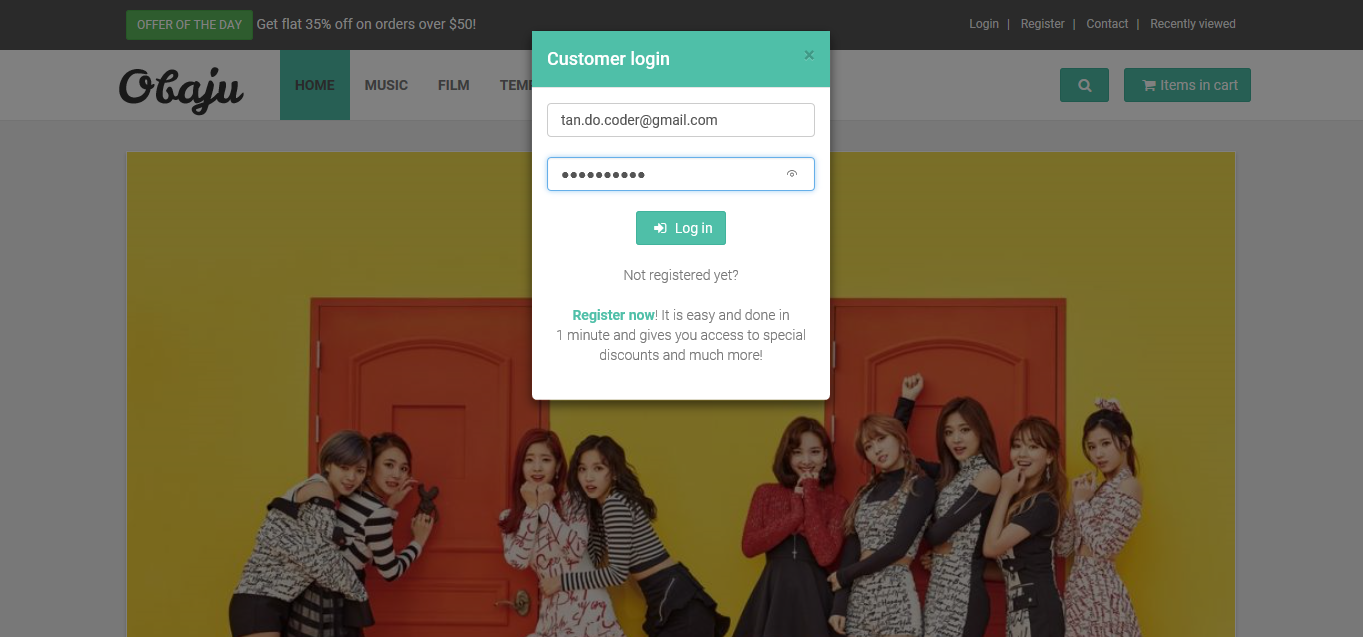 OFFER OF THE DAY Get flat 35% off on orders over $50!
Login | Register | Contact | Recently viewed
Obaju
HOME MUSIC FILM TEM
Items in cart
Customer login ×
tan.do.coder@gmail.com
••••••••••
Log in
Not registered yet?
Register now! It is easy and done in
1 minute and gives you access to special
discounts and much more!